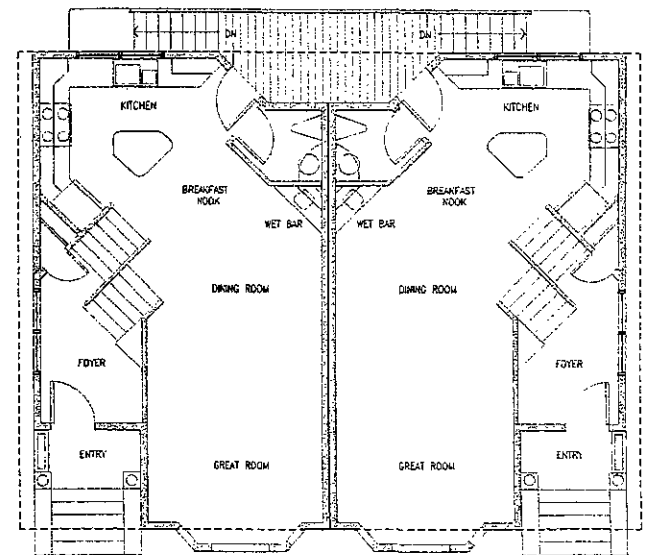 DN
DN
KITCHEN
KITCHEN
BREAKFAST
NOOK
BREAKFAST
NOOK
WET BAR
WET BAR
DINING ROOM
DINING ROOM
FOYER
FOYER
ENTRY
ENTRY
GREAT ROOM
GREAT ROOM